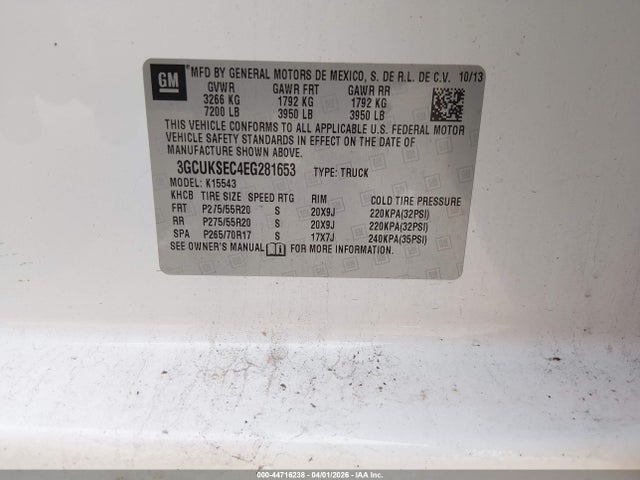 GM
MFD BY GENERAL MOTORS DE MEXICO, S. DE R.L. DE C.V. 10/13
GVWR GAWR FRT GAWR RR
3266 KG 1792 KG 1792 KG
7200 LB 3950 LB 3950 LB
THIS VEHICLE CONFORMS TO ALL APPLICABLE U.S. FEDERAL MOTOR
VEHICLE SAFETY STANDARDS IN EFFECT ON THE DATE OF
MANUFACTURE SHOWN ABOVE.
3GCUKSEC4EG281653 TYPE: TRUCK
MODEL: K15543
KHCB TIRE SIZE SPEED RTG RIM COLD TIRE PRESSURE
FRT P275/55R20 S 20X9J 220KPA(32PSI)
RR P275/55R20 S 20X9J 220KPA(32PSI)
SPA P265/70R17 S 17X7J 240KPA(35PSI)
SEE OWNER'S MANUAL FOR MORE INFORMATION.
000-44716238 - 04/01/2026 - IAA Inc.